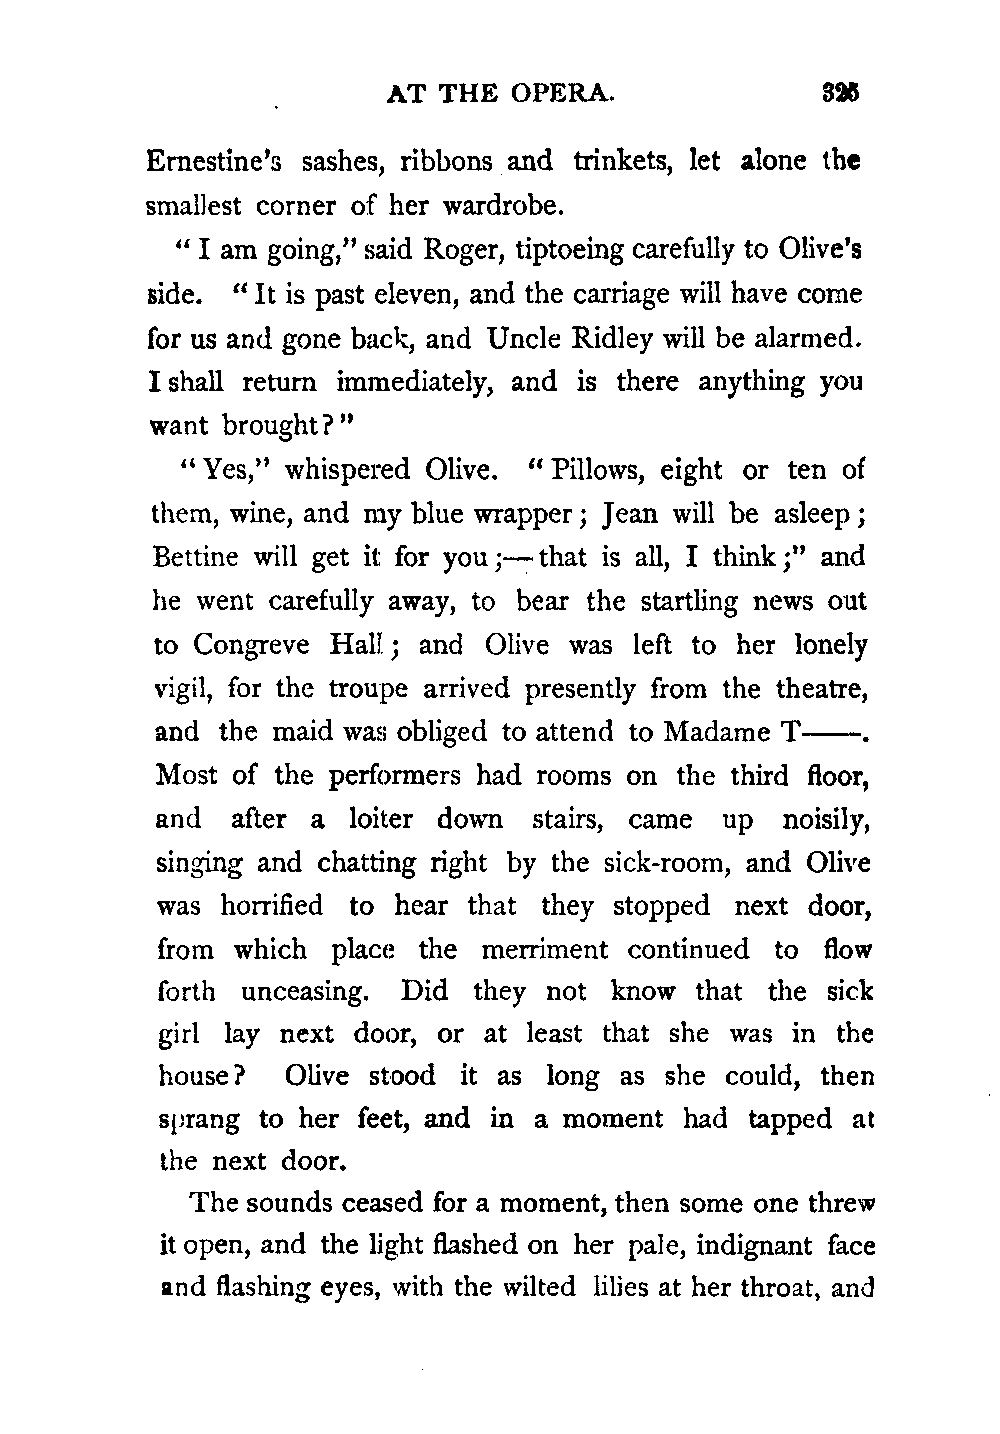 AT THE OPERA. 325
Ernestine's sashes, ribbons and trinkets, let alone the
smallest corner of her wardrobe.
" I am going," said Roger, tiptoeing carefully to Olive's
side. " It is past eleven, and the carriage will have come
for us and gone back, and Uncle Ridley will be alarmed.
I shall return immediately, and is there anything you
want brought?"
" Yes," whispered Olive. " Pillows, eight or ten of
them, wine, and my blue wrapper; Jean will be asleep;
Bettine will get it for you;—that is all, I think;" and
he went carefully away, to bear the startling news out
to Congreve Hall; and Olive was left to her lonely
vigil, for the troupe arrived presently from the theatre,
and the maid was obliged to attend to Madame T——.
Most of the performers had rooms on the third floor,
and after a loiter down stairs, came up noisily,
singing and chatting right by the sick-room, and Olive
was horrified to hear that they stopped next door,
from which place the merriment continued to flow
forth unceasing. Did they not know that the sick
girl lay next door, or at least that she was in the
house? Olive stood it as long as she could, then
sprang to her feet, and in a moment had tapped at
the next door.
The sounds ceased for a moment, then some one threw
it open, and the light flashed on her pale, indignant face
and flashing eyes, with the wilted lilies at her throat, and